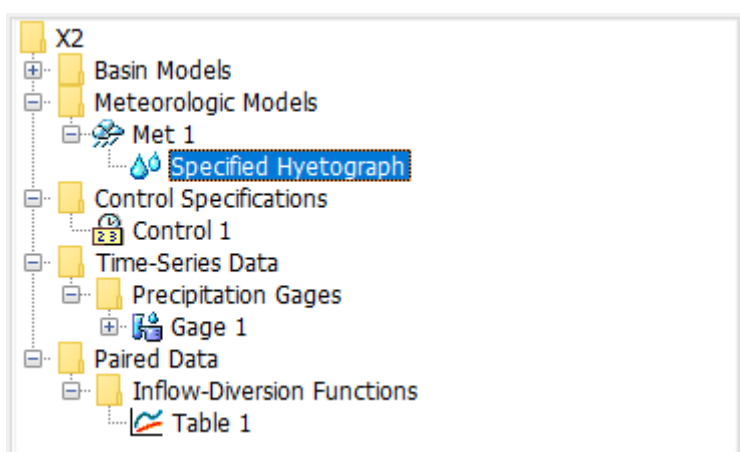 X2
Basin Models
Meteorologic Models
Met 1
Specified Hyetograph
Control Specifications
Control 1
Time-Series Data
Precipitation Gages
Gage 1
Paired Data
Inflow-Diversion Functions
Table 1